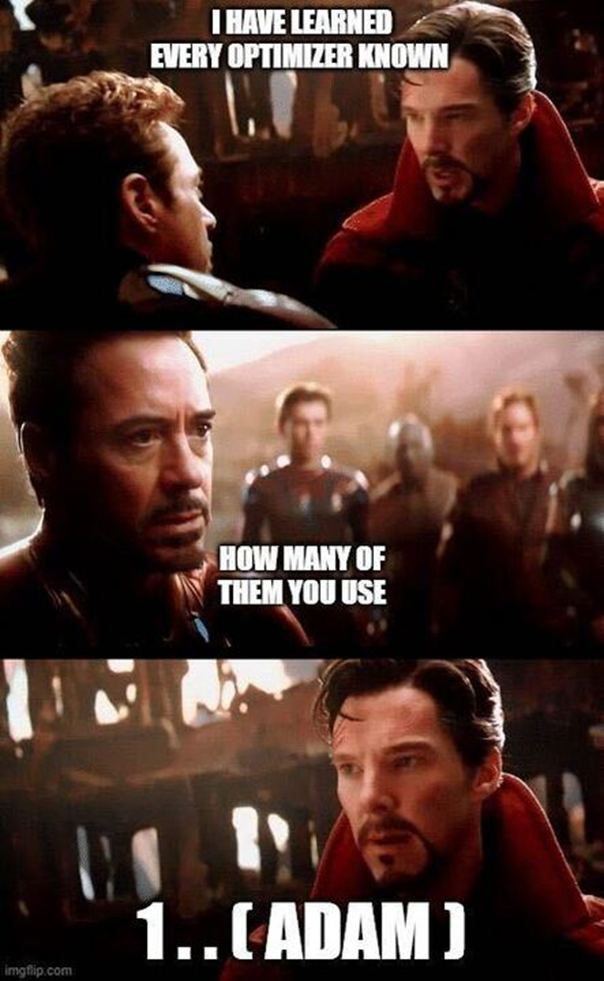 I HAVE LEARNED
EVERY OPTIMIZER KNOWN
HOW MANY OF
THEM YOU USE
1..(ADAM)
imgflip.com